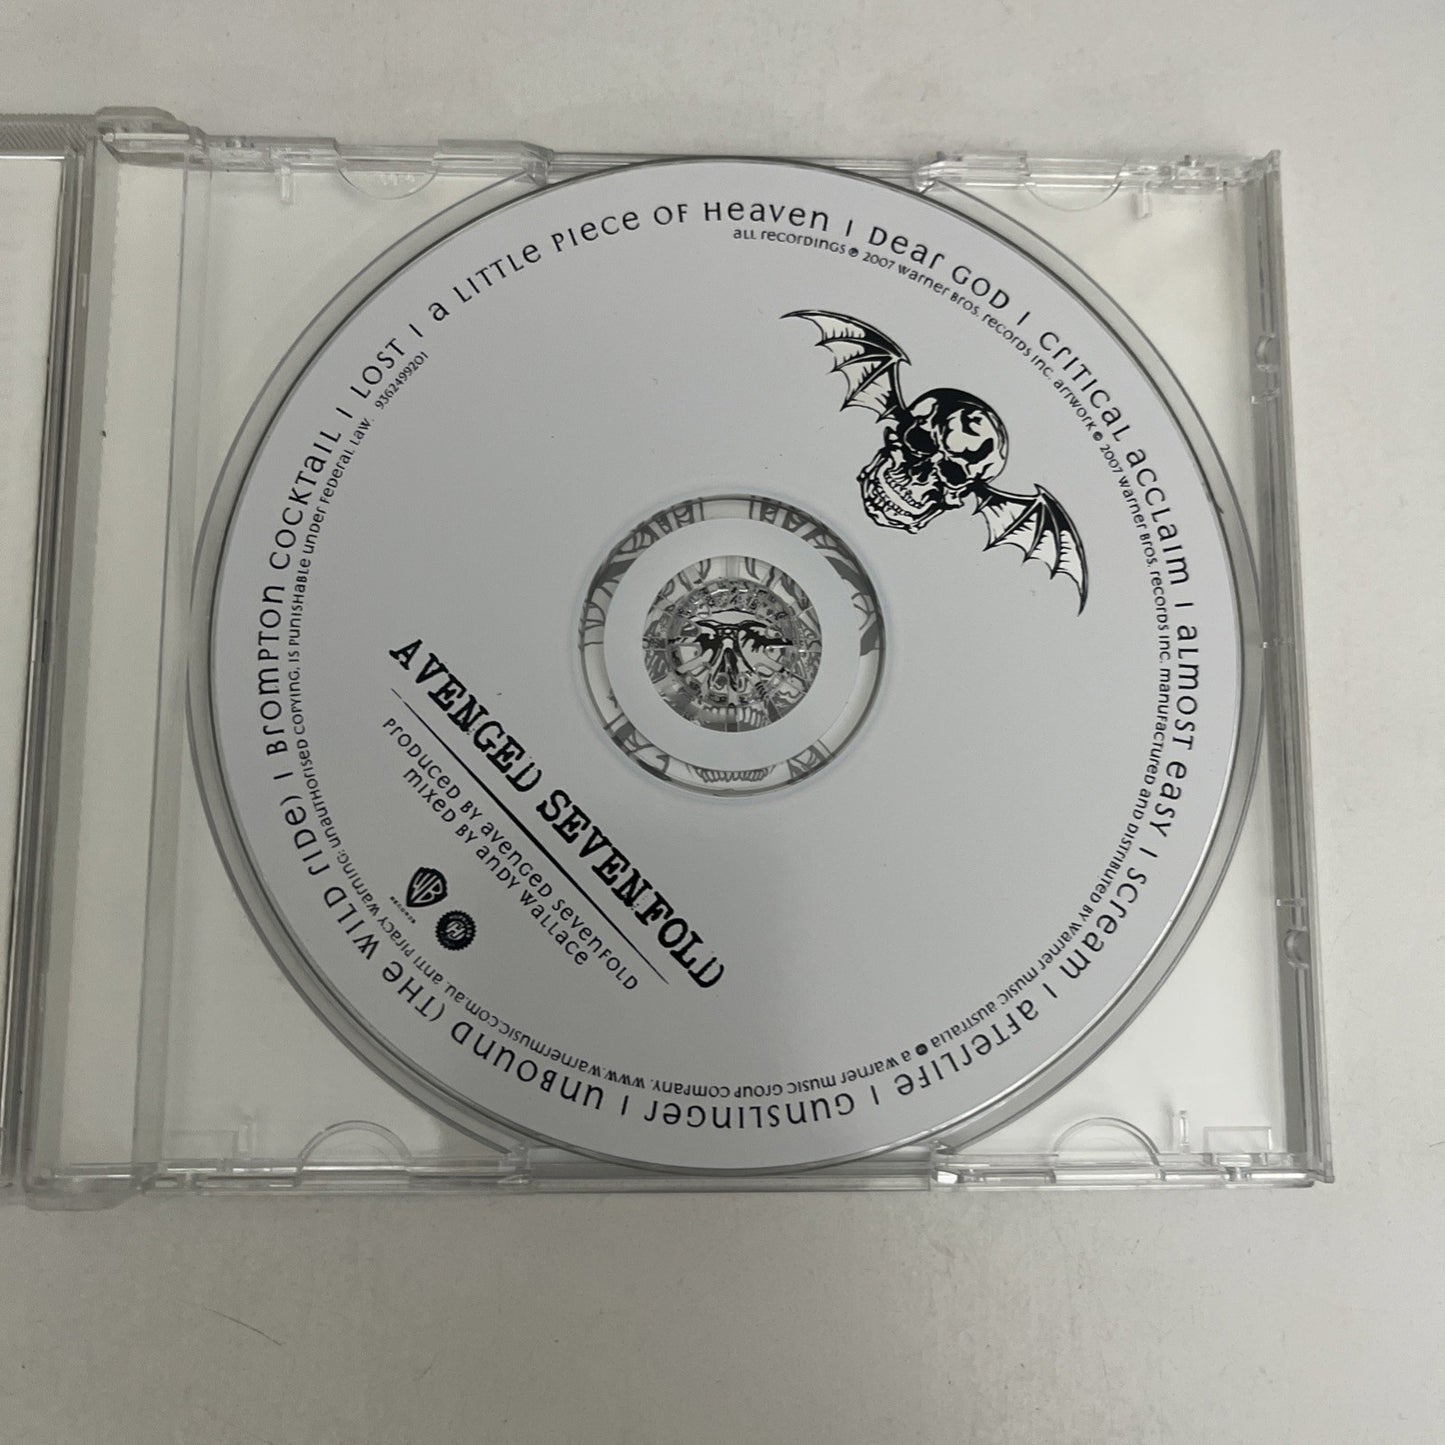 CRITICAL ACCLAIM | ALMOST EASY | SCREAM | AFTERLIFE | GUNSLINGER | UNBOUND (THE WILD RIDE) | BROMPTON COCKTAIL | LOST | A LITTLE PIECE OF HEAVEN | DEAR GOD |
ALL RECORDINGS ℗ 2007 WARNER BROS. RECORDS INC. ARTWORK © 2007 WARNER BROS. RECORDS INC. MANUFACTURED AND DISTRIBUTED BY WARNER MUSIC AUSTRALIA A WARNER MUSIC GROUP COMPANY. WWW.WARNERMUSIC.COM.AU. ANTI PIRACY WARNING: UNAUTHORISED COPYING, IS PUNISHABLE UNDER FEDERAL LAW. 9362499201
AVENGED SEVENFOLD
PRODUCED BY AVENGED SEVENFOLD
MIXED BY ANDY WALLACE
WB